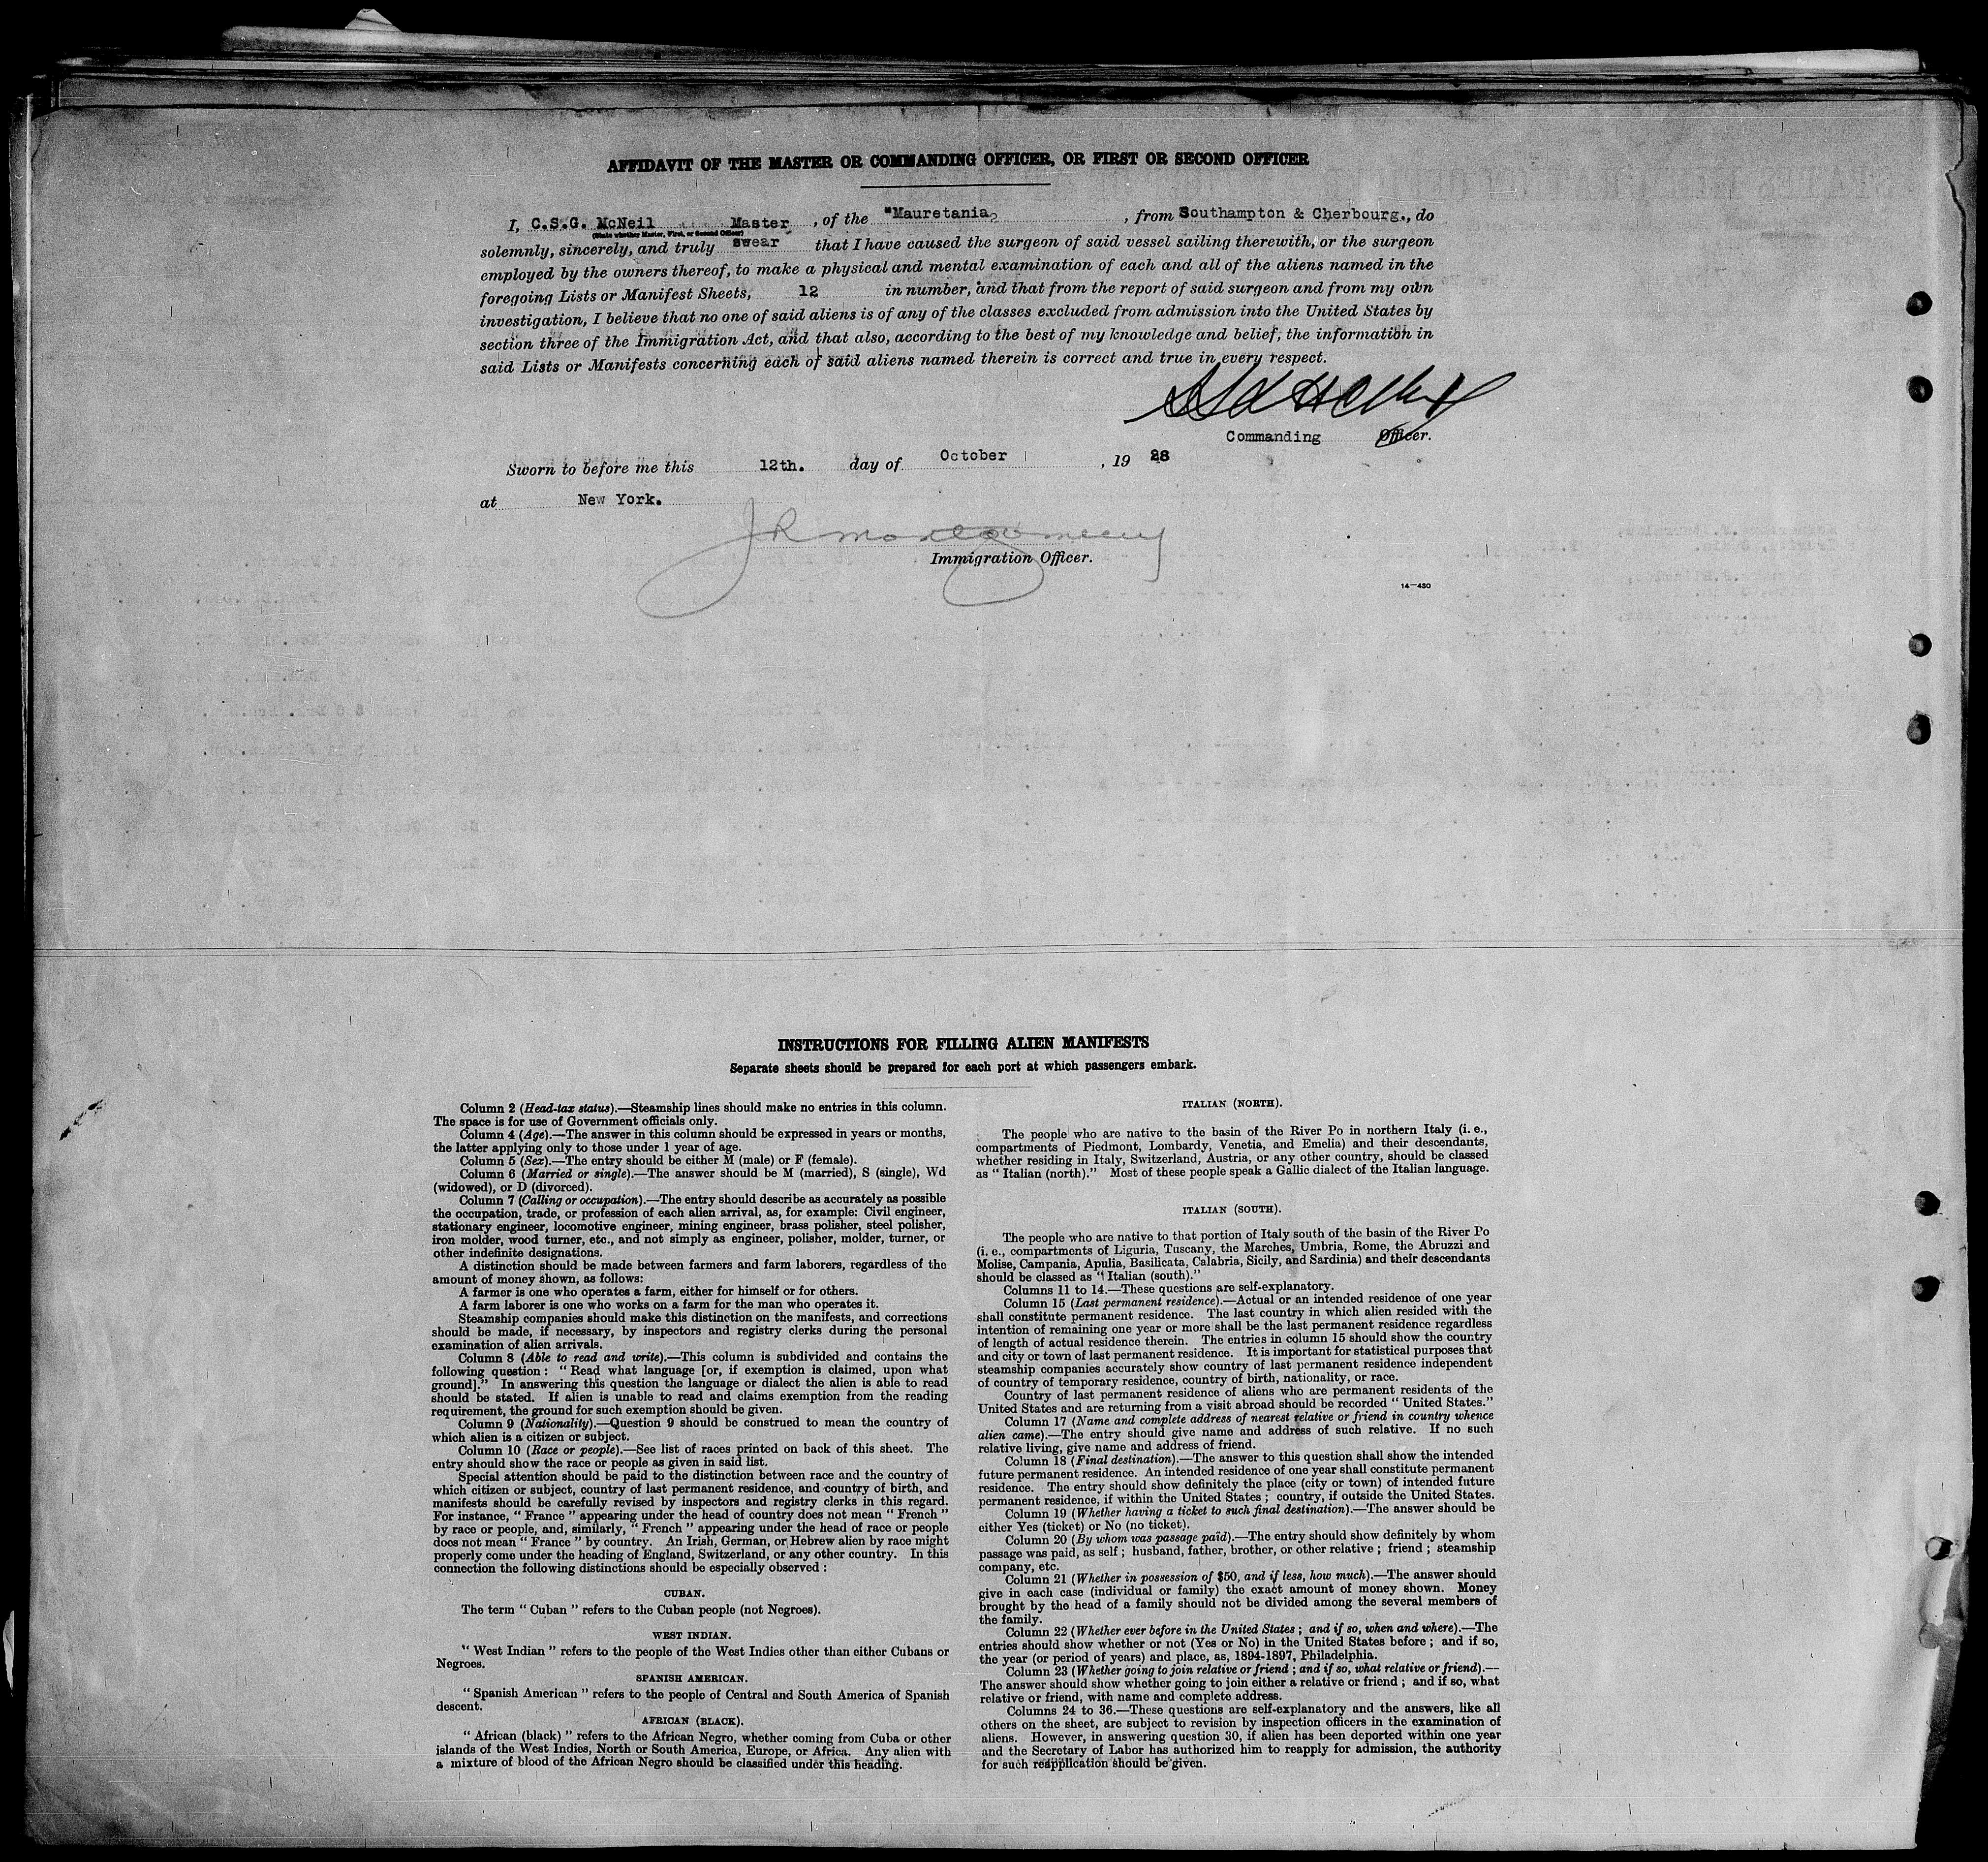 AFFIDAVIT OF THE MASTER OR COMMANDING OFFICER, OR FIRST OR SECOND OFFICER
I, C.S.G. McNeil Master , of the "Mauretania , from Southampton & Cherbourg., do
(State whether Master, First, or Second Officer)
solemnly, sincerely, and truly swear that I have caused the surgeon of said vessel sailing therewith, or the surgeon
employed by the owners thereof, to make a physical and mental examination of each and all of the aliens named in the
foregoing Lists or Manifest Sheets, 12 in number, and that from the report of said surgeon and from my own
investigation, I believe that no one of said aliens is of any of the classes excluded from admission into the United States by
section three of the Immigration Act, and that also, according to the best of my knowledge and belief, the information in
said Lists or Manifests concerning each of said aliens named therein is correct and true in every respect.
Commanding Officer.
Sworn to before me this 12th. day of October , 19 28
at New York.
J R Montgomery
Immigration Officer.
14—430
INSTRUCTIONS FOR FILLING ALIEN MANIFESTS
Separate sheets should be prepared for each port at which passengers embark.
Column 2 (Head-tax status).—Steamship lines should make no entries in this column.
The space is for use of Government officials only.
Column 4 (Age).—The answer in this column should be expressed in years or months,
the latter applying only to those under 1 year of age.
Column 5 (Sex).—The entry should be either M (male) or F (female).
Column 6 (Married or single).—The answer should be M (married), S (single), Wd
(widowed), or D (divorced).
Column 7 (Calling or occupation).—The entry should describe as accurately as possible
the occupation, trade, or profession of each alien arrival, as, for example: Civil engineer,
stationary engineer, locomotive engineer, mining engineer, brass polisher, steel polisher,
iron molder, wood turner, etc., and not simply as engineer, polisher, molder, turner, or
other indefinite designations.
A distinction should be made between farmers and farm laborers, regardless of the
amount of money shown, as follows:
A farmer is one who operates a farm, either for himself or for others.
A farm laborer is one who works on a farm for the man who operates it.
Steamship companies should make this distinction on the manifests, and corrections
should be made, if necessary, by inspectors and registry clerks during the personal
examination of alien arrivals.
Column 8 (Able to read and write).—This column is subdivided and contains the
following question : “ Read what language [or, if exemption is claimed, upon what
ground].” In answering this question the language or dialect the alien is able to read
should be stated. If alien is unable to read and claims exemption from the reading
requirement, the ground for such exemption should be given.
Column 9 (Nationality).—Question 9 should be construed to mean the country of
which alien is a citizen or subject.
Column 10 (Race or people).—See list of races printed on back of this sheet. The
entry should show the race or people as given in said list.
Special attention should be paid to the distinction between race and the country of
which citizen or subject, country of last permanent residence, and country of birth, and
manifests should be carefully revised by inspectors and registry clerks in this regard.
For instance, “ France ” appearing under the head of country does not mean “ French ”
by race or people, and, similarly, “ French ” appearing under the head of race or people
does not mean “ France ” by country. An Irish, German, or Hebrew alien by race might
properly come under the heading of England, Switzerland, or any other country. In this
connection the following distinctions should be especially observed :
CUBAN.
The term “ Cuban ” refers to the Cuban people (not Negroes).
WEST INDIAN.
“ West Indian ” refers to the people of the West Indies other than either Cubans or
Negroes.
SPANISH AMERICAN.
“ Spanish American ” refers to the people of Central and South America of Spanish
descent.
AFRICAN (BLACK).
“ African (black) ” refers to the African Negro, whether coming from Cuba or other
islands of the West Indies, North or South America, Europe, or Africa. Any alien with
a mixture of blood of the African Negro should be classified under this heading.
ITALIAN (NORTH).
The people who are native to the basin of the River Po in northern Italy (i. e.,
compartments of Piedmont, Lombardy, Venetia, and Emelia) and their descendants,
whether residing in Italy, Switzerland, Austria, or any other country, should be classed
as “ Italian (north).” Most of these people speak a Gallic dialect of the Italian language.
ITALIAN (SOUTH).
The people who are native to that portion of Italy south of the basin of the River Po
(i. e., compartments of Liguria, Tuscany, the Marches, Umbria, Rome, the Abruzzi and
Molise, Campania, Apulia, Basilicata, Calabria, Sicily, and Sardinia) and their descendants
should be classed as “ Italian (south).”
Columns 11 to 14.—These questions are self-explanatory.
Column 15 (Last permanent residence).—Actual or an intended residence of one year
shall constitute permanent residence. The last country in which alien resided with the
intention of remaining one year or more shall be the last permanent residence regardless
of length of actual residence therein. The entries in column 15 should show the country
and city or town of last permanent residence. It is important for statistical purposes that
steamship companies accurately show country of last permanent residence independent
of country of temporary residence, country of birth, nationality, or race.
Country of last permanent residence of aliens who are permanent residents of the
United States and are returning from a visit abroad should be recorded “ United States.”
Column 17 (Name and complete address of nearest relative or friend in country whence
alien came).—The entry should give name and address of such relative. If no such
relative living, give name and address of friend.
Column 18 (Final destination).—The answer to this question shall show the intended
future permanent residence. An intended residence of one year shall constitute permanent
residence. The entry should show definitely the place (city or town) of intended future
permanent residence, if within the United States ; country, if outside the United States.
Column 19 (Whether having a ticket to such final destination).—The answer should be
either Yes (ticket) or No (no ticket).
Column 20 (By whom was passage paid).—The entry should show definitely by whom
passage was paid, as self ; husband, father, brother, or other relative ; friend ; steamship
company, etc.
Column 21 (Whether in possession of $50, and if less, how much).—The answer should
give in each case (individual or family) the exact amount of money shown. Money
brought by the head of a family should not be divided among the several members of
the family.
Column 22 (Whether ever before in the United States ; and if so, when and where).—The
entries should show whether or not (Yes or No) in the United States before ; and if so,
the year (or period of years) and place, as, 1894-1897, Philadelphia.
Column 23 (Whether going to join relative or friend ; and if so, what relative or friend).—
The answer should show whether going to join either a relative or friend ; and if so, what
relative or friend, with name and complete address.
Columns 24 to 36.—These questions are self-explanatory and the answers, like all
others on the sheet, are subject to revision by inspection officers in the examination of
aliens. However, in answering question 30, if alien has been deported within one year
and the Secretary of Labor has authorized him to reapply for admission, the authority
for such reapplication should be given.